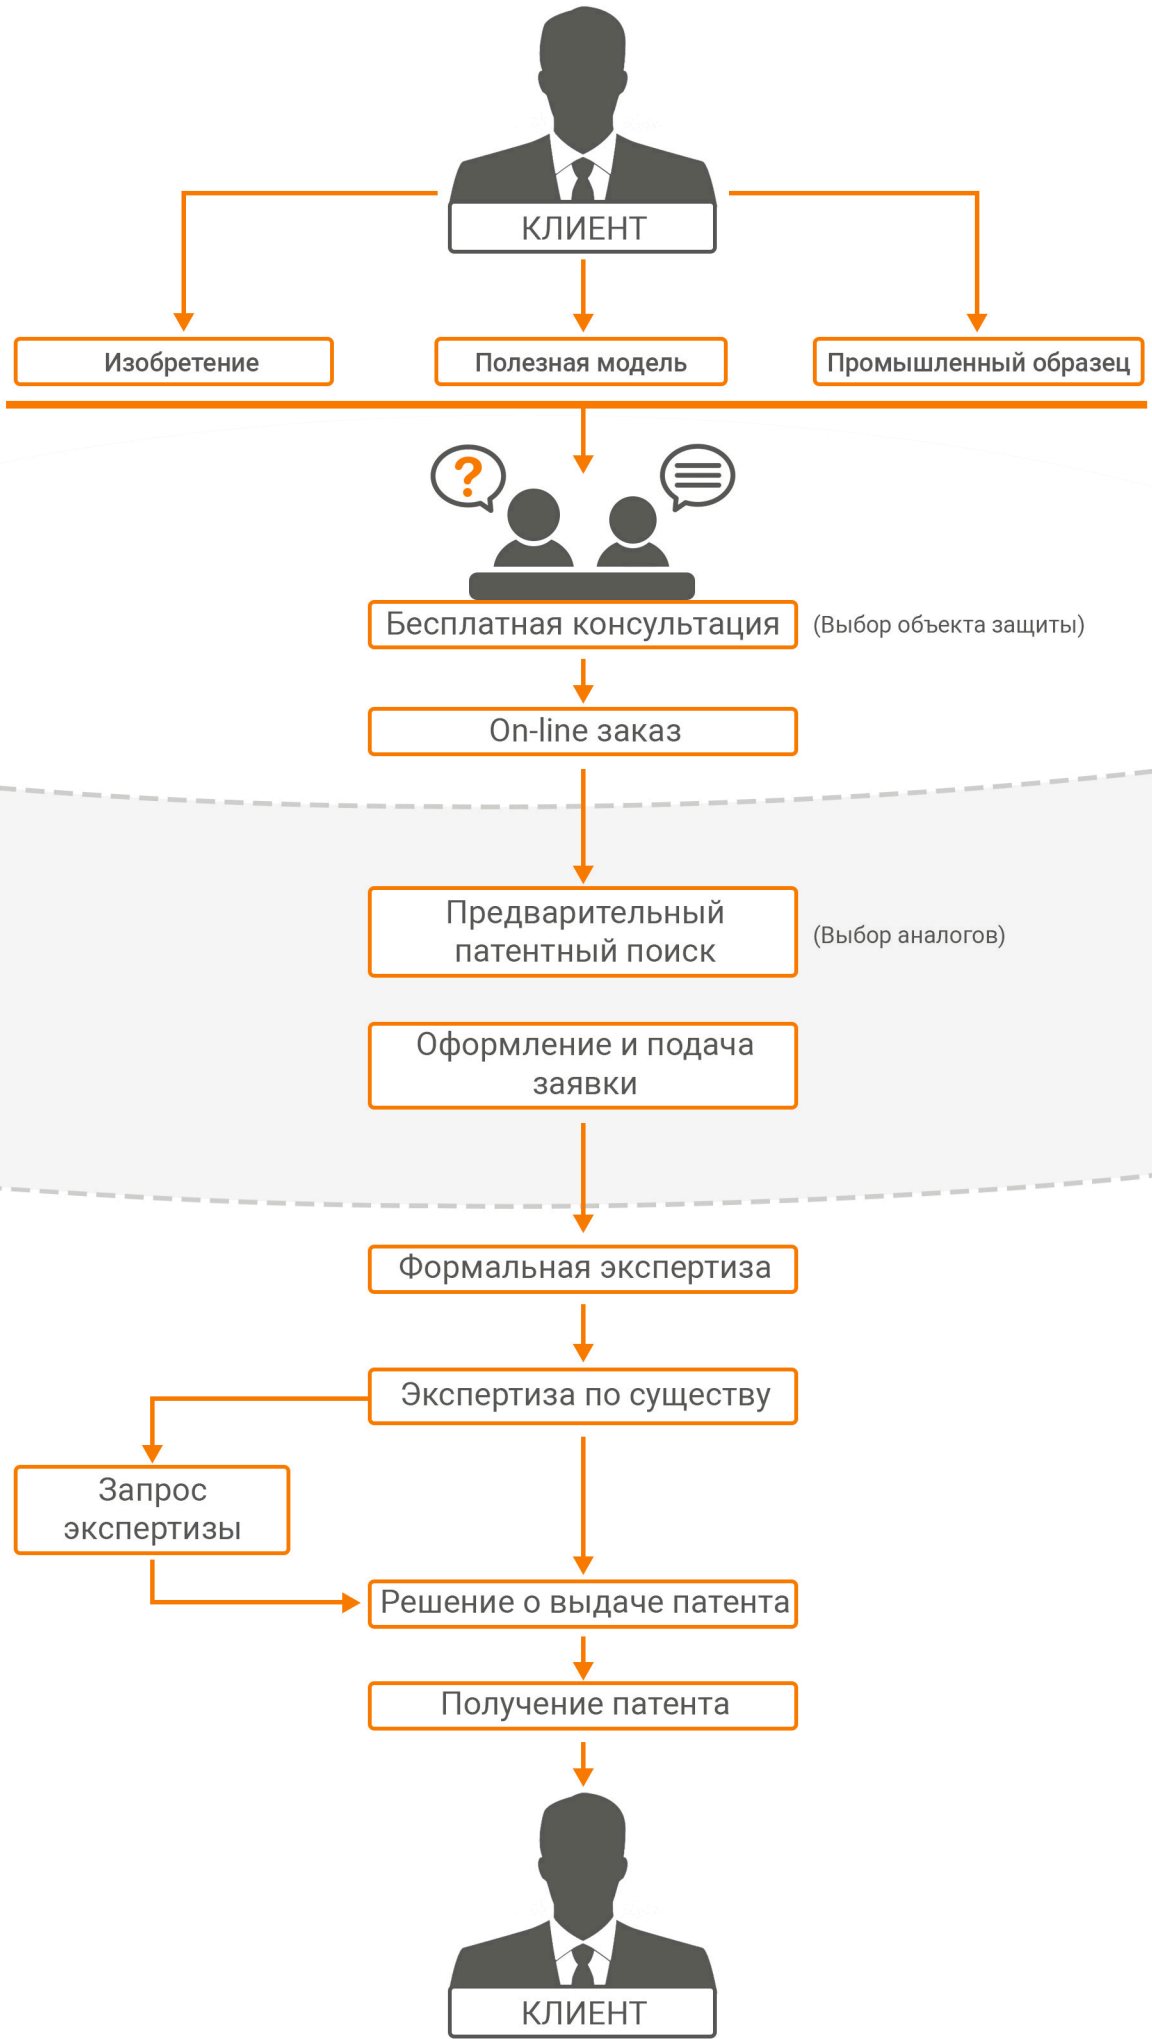 КЛИЕНТ
Изобретение
Полезная модель
Промышленный образец
?
Бесплатная консультация
(Выбор объекта защиты)
On-line заказ
Предварительный
патентный поиск
(Выбор аналогов)
Оформление и подача
заявки
Формальная экспертиза
Экспертиза по существу
Запрос
экспертизы
Решение о выдаче патента
Получение патента
КЛИЕНТ